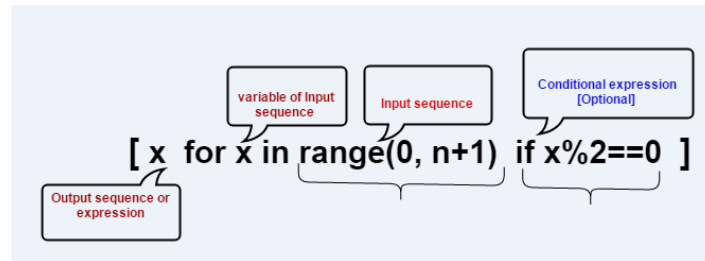 Conditional expression
[Optional]
variable of Input
sequence
Input sequence
[ x for x in range(0, n+1) if x%2==0 ]
Output sequence or
expression